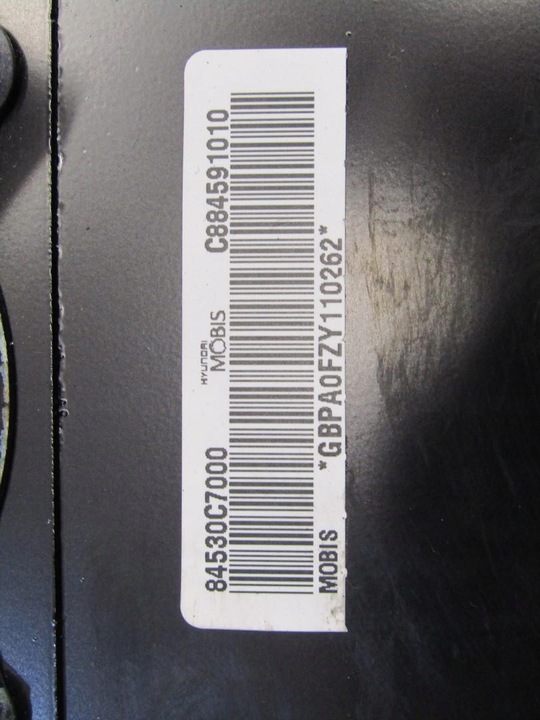 84530C7000
HYUNDAI
MOBIS
C884591010
MOBIS
*GBPA0FZY110262*